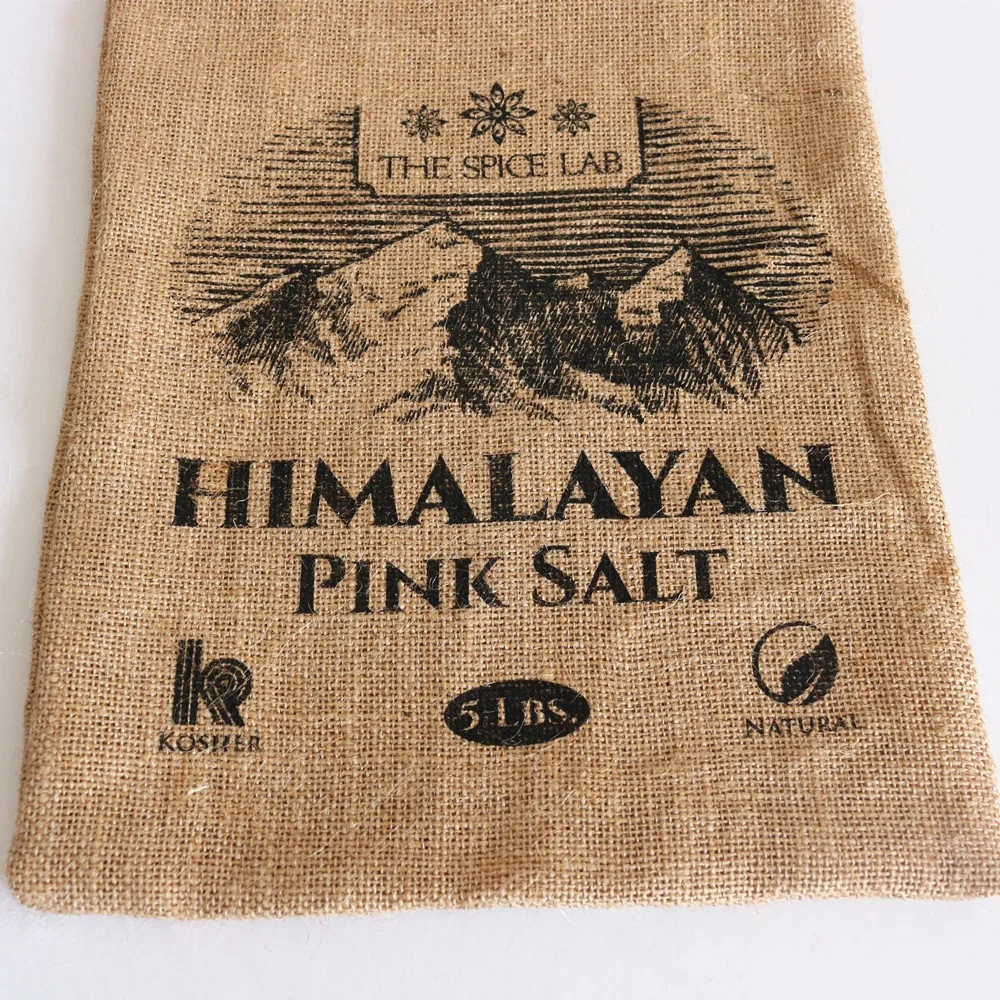 THE SPICE LAB
HIMALAYAN
PINK SALT
KOSHER
5 LBS.
NATURAL